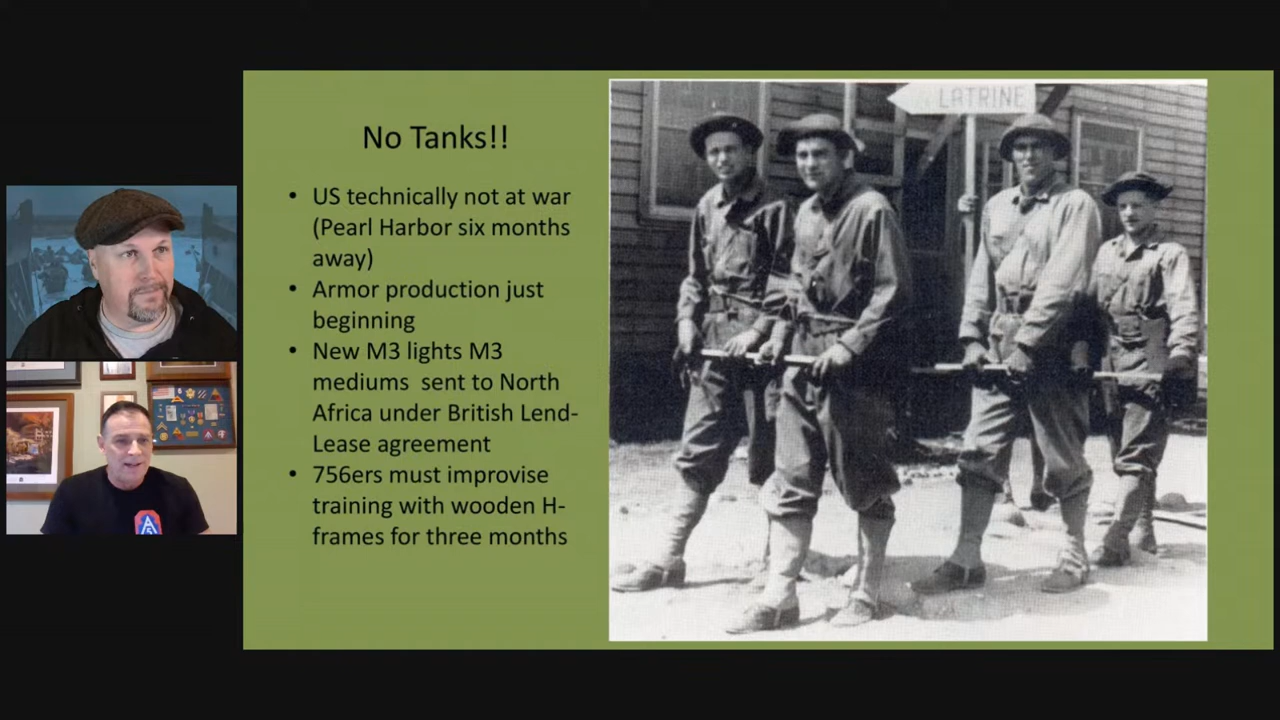 No Tanks!!
• US technically not at war
(Pearl Harbor six months
away)
• Armor production just
beginning
• New M3 lights M3
mediums sent to North
Africa under British Lend-
Lease agreement
• 756ers must improvise
training with wooden H-
frames for three months
LATRINE
A
5